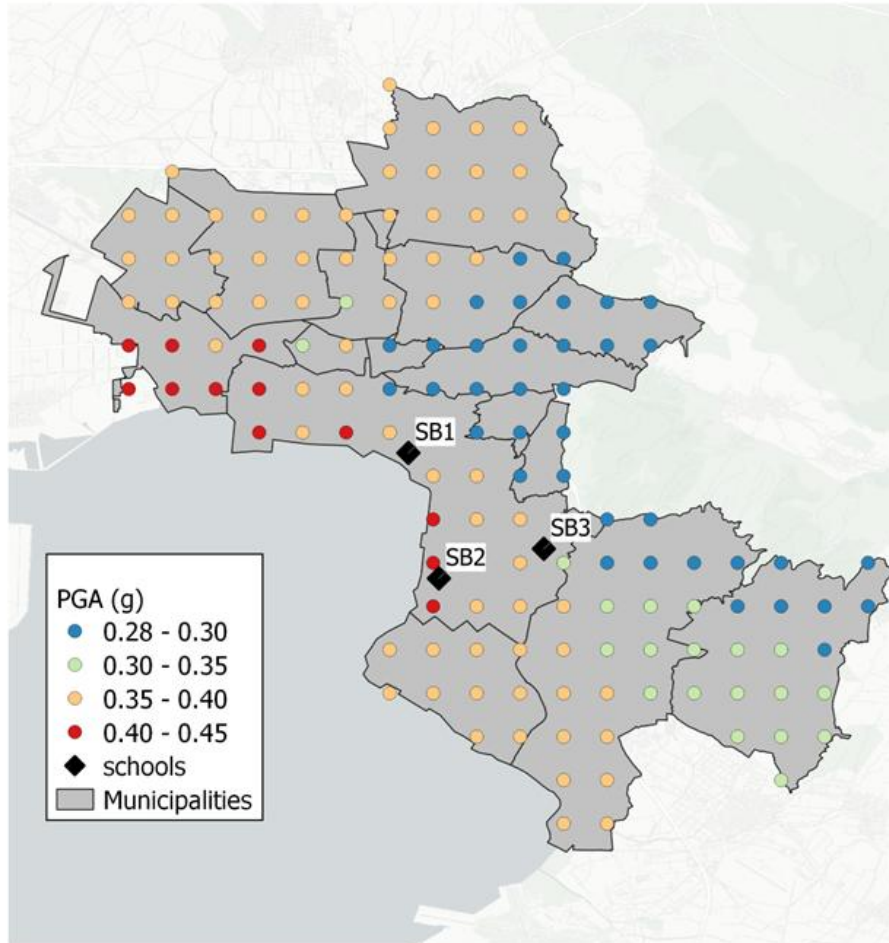 SB1
SB3
SB2
PGA (g)
0.28 - 0.30
0.30 - 0.35
0.35 - 0.40
0.40 - 0.45
schools
Municipalities